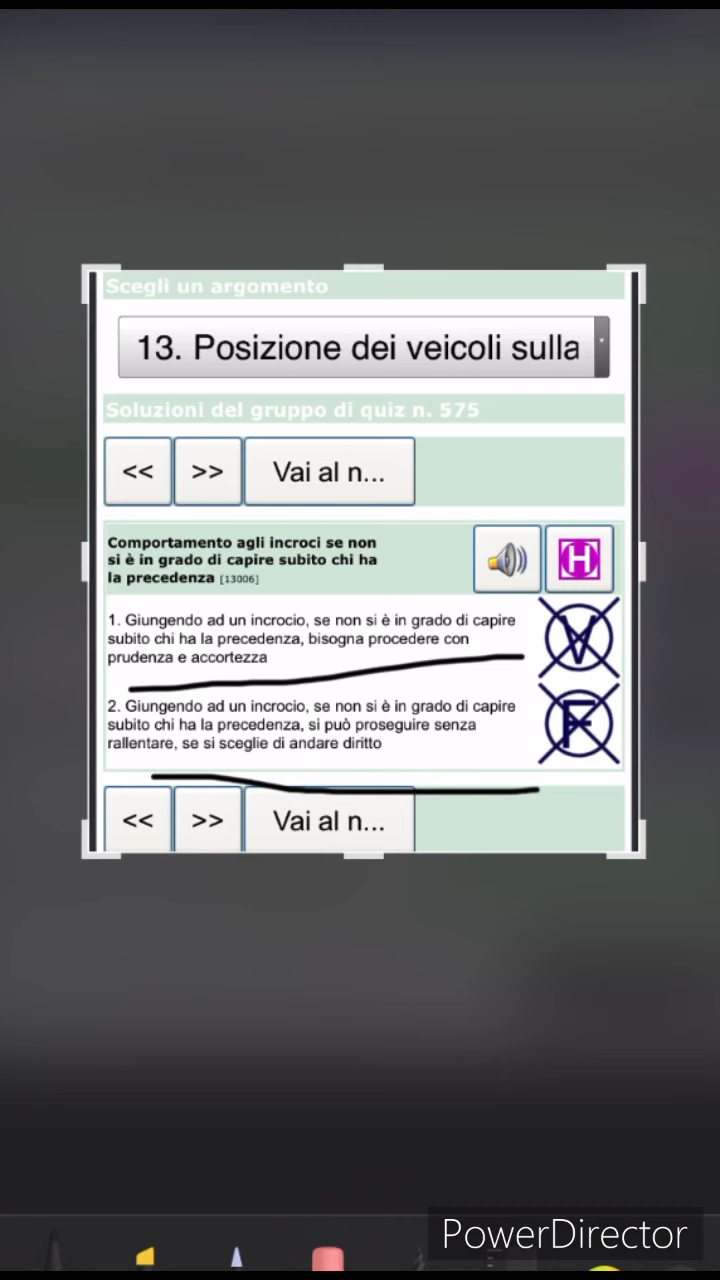 Scegli un argomento
13. Posizione dei veicoli sulla
Soluzioni del gruppo di quiz n. 575
<< >> Vai al n...
Comportamento agli incroci se non
si è in grado di capire subito chi ha
la precedenza [13006]
H
1. Giungendo ad un incrocio, se non si è in grado di capire
subito chi ha la precedenza, bisogna procedere con
prudenza e accortezza
V
2. Giungendo ad un incrocio, se non si è in grado di capire
subito chi ha la precedenza, si può proseguire senza
rallentare, se si sceglie di andare diritto
F
<< >> Vai al n...
PowerDirector